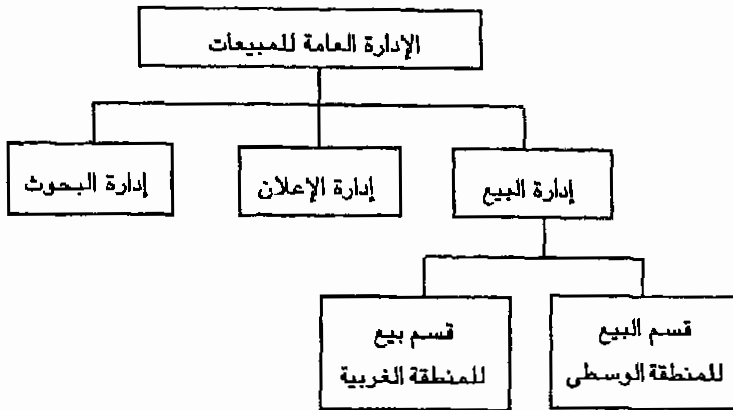 الإدارة العامة للمبيعات
إدارة البيع
إدارة الإعلان
إدارة البحوث
قسم البيع
للمنطقة الوسطى
قسم بيع
للمنطقة الغربية